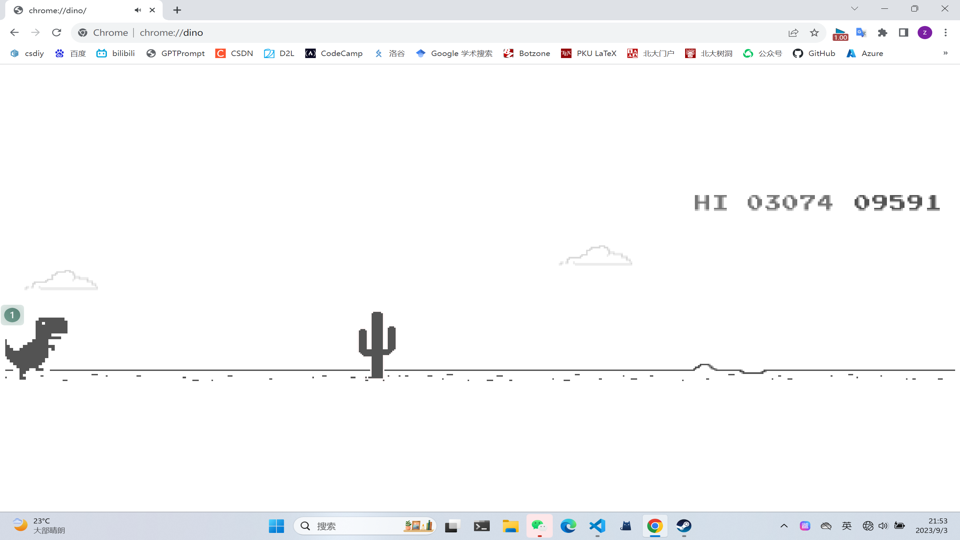 chrome://dino/
Chrome | chrome://dino
1.00
z
csdiy 百度 bilibili GPTPrompt CSDN D2L CodeCamp 洛谷 Google 学术搜索 Botzone PKU LaTeX 北大门户 北大树洞 公众号 GitHub Azure »
HI 03074 09591
1
23°C
大部晴朗
搜索
英
21:53
2023/9/3